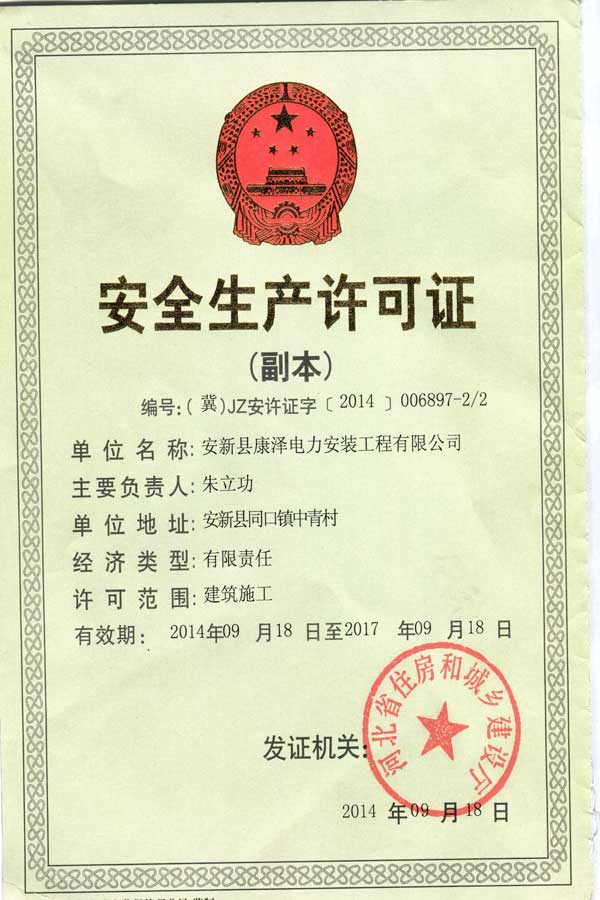 安全生产许可证
(副本)
编号:(冀)JZ安许证字〔2014〕006897-2/2
单位名称:安新县康泽电力安装工程有限公司
主要负责人:朱立功
单位地址:安新县同口镇中青村
经济类型:有限责任
许可范围:建筑施工
有效期:2014年09月18日至2017年09月18日
河北省住房和城乡建设厅
发证机关:
2014年09月18日